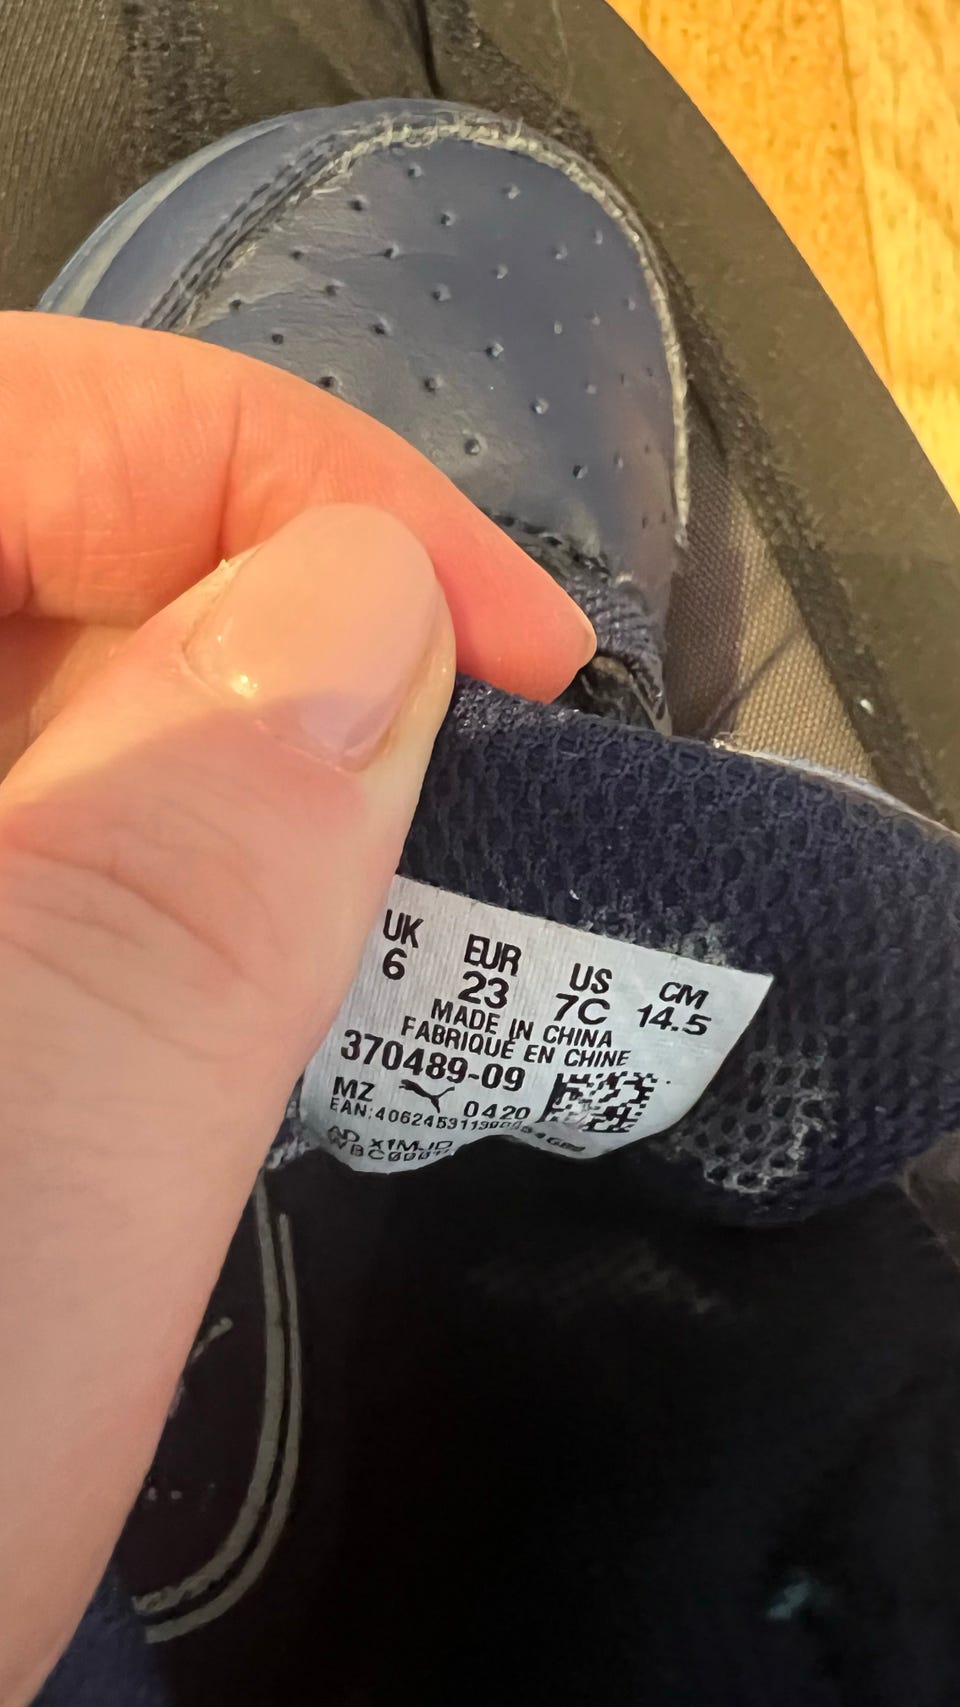 UK EUR US CM
6 23 7C 14.5
MADE IN CHINA
FABRIQUÉ EN CHINE
370489-09
MZ 0420
EAN: